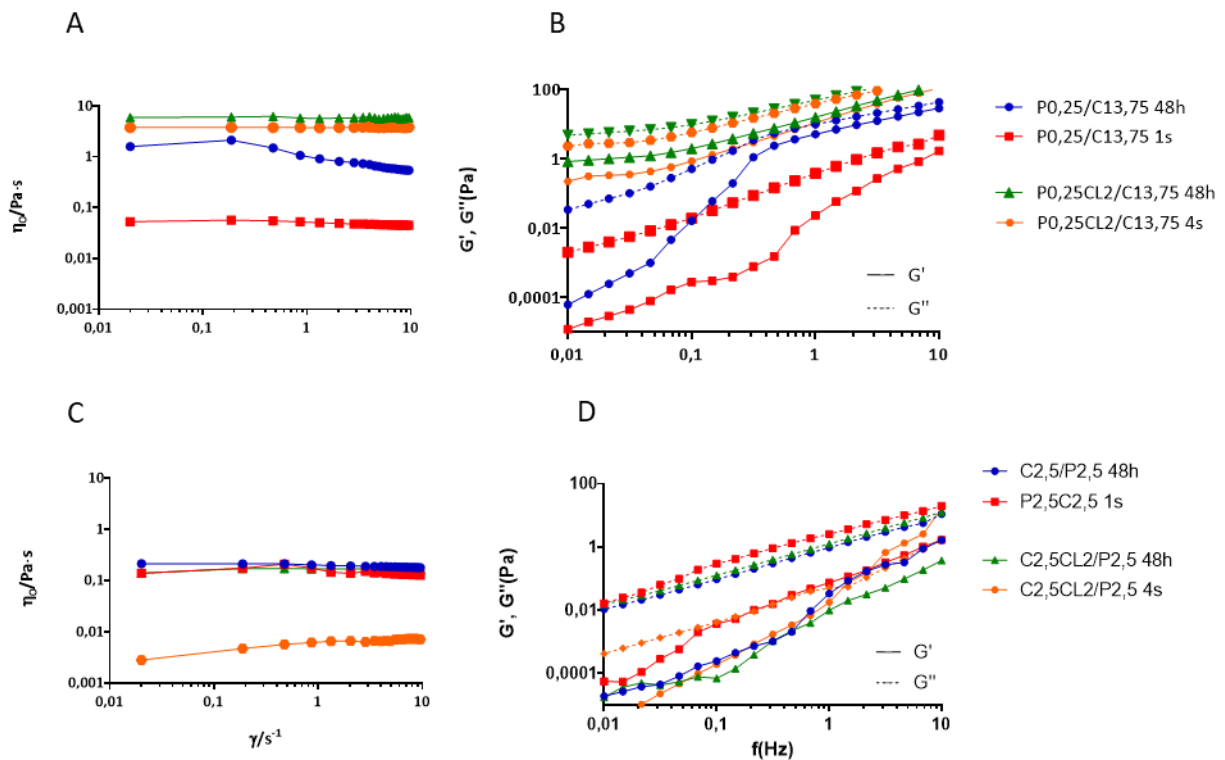 A
B
10
1
0,1
0,01
0,001
0,01
0,1
1
10
η₀/Pa·s
100
1
0,01
0,0001
0,01
0,1
1
10
G', G''(Pa)
G'
G''
P0,25/C13,75 48h
P0,25/C13,75 1s
P0,25CL2/C13,75 48h
P0,25CL2/C13,75 4s
C
D
10
1
0,1
0,01
0,001
0,01
0,1
1
10
η₀/Pa·s
γ/s⁻¹
100
1
0,01
0,0001
0,01
0,1
1
10
G', G''(Pa)
f(Hz)
G'
G''
C2,5/P2,5 48h
P2,5C2,5 1s
C2,5CL2/P2,5 48h
C2,5CL2/P2,5 4s